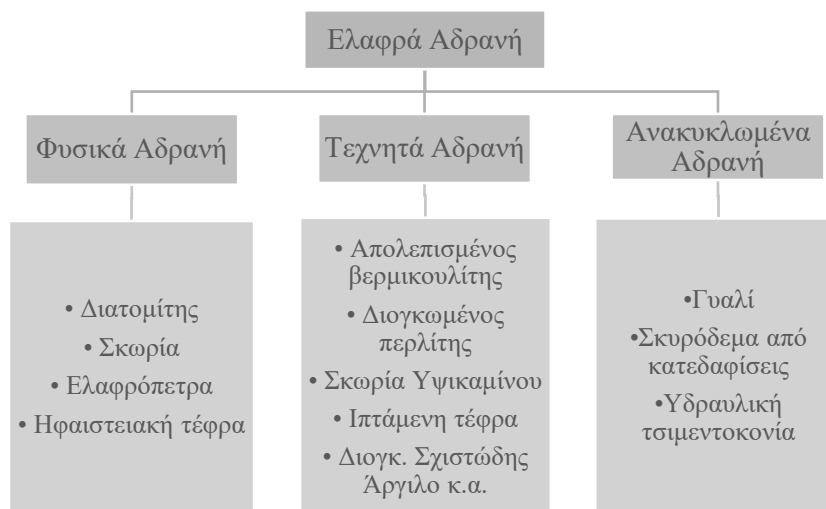 Ελαφρά Αδρανή
Φυσικά Αδρανή
Τεχνητά Αδρανή
Ανακυκλωμένα
Αδρανή
• Διατομίτης
• Σκωρία
• Ελαφρόπετρα
• Ηφαιστειακή τέφρα
• Απολεπισμένος
βερμικουλίτης
• Διογκωμένος
περλίτης
• Σκωρία Υψικαμίνου
• Ιπτάμενη τέφρα
• Διογκ. Σχιστώδης
Άργιλο κ.α.
•Γυαλί
•Σκυρόδεμα από
κατεδαφίσεις
•Υδραυλική
τσιμεντοκονία